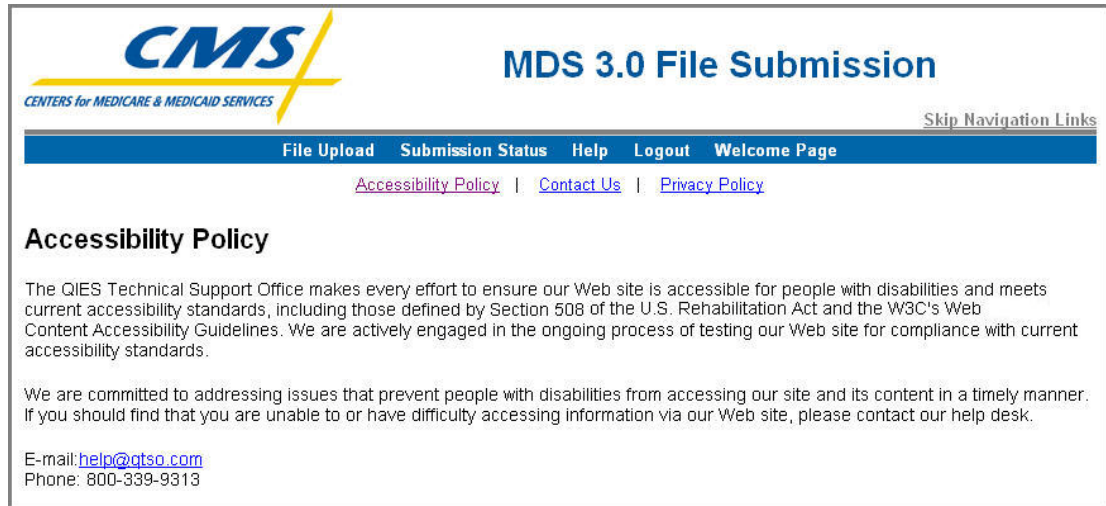 CMS
CENTERS for MEDICARE & MEDICAID SERVICES
MDS 3.0 File Submission
Skip Navigation Links
File Upload Submission Status Help Logout Welcome Page
Accessibility Policy | Contact Us | Privacy Policy
Accessibility Policy
The QIES Technical Support Office makes every effort to ensure our Web site is accessible for people with disabilities and meets
current accessibility standards, including those defined by Section 508 of the U.S. Rehabilitation Act and the W3C's Web
Content Accessibility Guidelines. We are actively engaged in the ongoing process of testing our Web site for compliance with current
accessibility standards.
We are committed to addressing issues that prevent people with disabilities from accessing our site and its content in a timely manner.
If you should find that you are unable to or have difficulty accessing information via our Web site, please contact our help desk.
E-mail:help@qtso.com
Phone: 800-339-9313